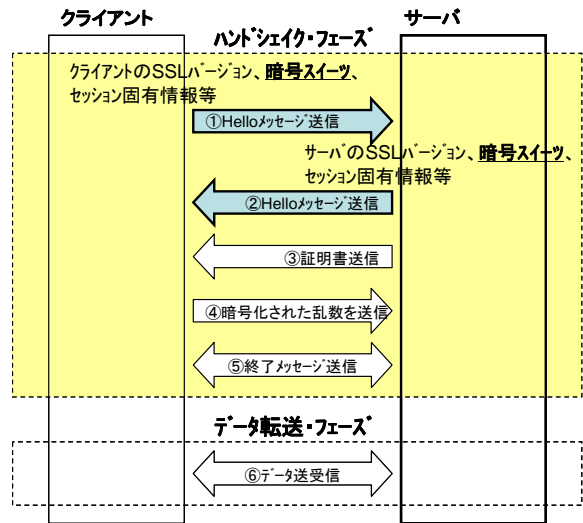 クライアント
サーバ
ハンドシェイク・フェーズ
クライアントのSSLバージョン、暗号スイーツ、
セッション固有情報等
①Helloメッセージ送信
サーバのSSLバージョン、暗号スイーツ、
セッション固有情報等
②Helloメッセージ送信
③証明書送信
④暗号化された乱数を送信
⑤終了メッセージ送信
データ転送・フェーズ
⑥データ送受信